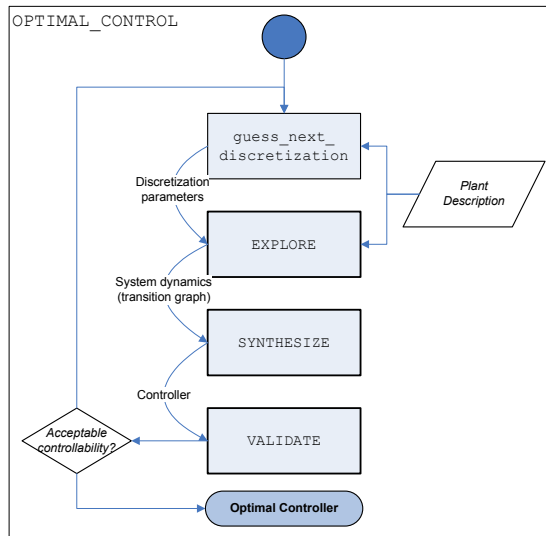 OPTIMAL_CONTROL
guess_next_
discretization
Plant
Description
Discretization
parameters
EXPLORE
System dynamics
(transition graph)
SYNTHESIZE
Controller
Acceptable
controllability?
VALIDATE
Optimal Controller